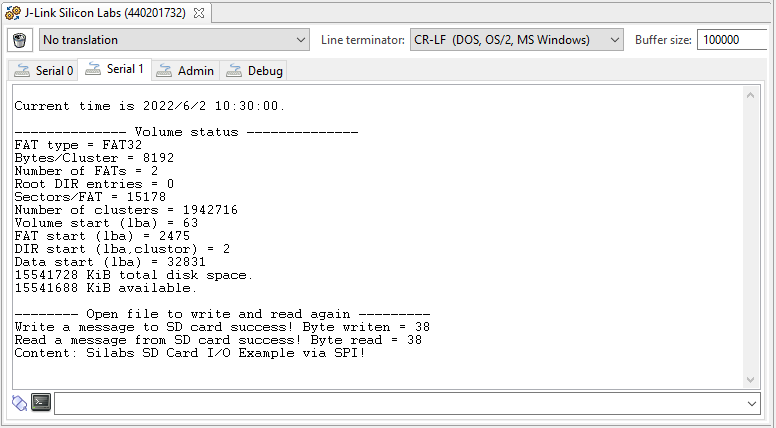 J-Link Silicon Labs (440201732)
No translation Line terminator: CR-LF (DOS, OS/2, MS Windows) Buffer size: 100000
Serial 0 Serial 1 Admin Debug
Current time is 2022/6/2 10:30:00.
-------------- Volume status --------------
FAT type = FAT32
Bytes/Cluster = 8192
Number of FATs = 2
Root DIR entries = 0
Sectors/FAT = 15178
Number of clusters = 1942716
Volume start (lba) = 63
FAT start (lba) = 2475
DIR start (lba,clustor) = 2
Data start (lba) = 32831
15541728 KiB total disk space.
15541688 KiB available.
-------- Open file to write and read again ---------
Write a message to SD card success! Byte writen = 38
Read a message from SD card success! Byte read = 38
Content: Silabs SD Card I/O Example via SPI!